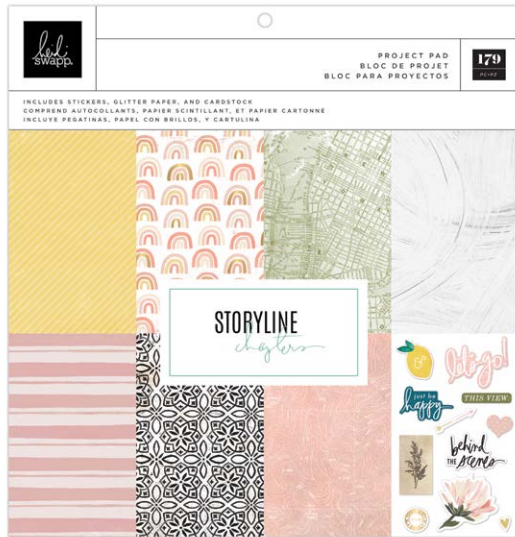 heidi
swapp.
PROJECT PAD
BLOC DE PROJET
BLOC PARA PROYECTOS
179
INCLUDES STICKERS, GLITTER PAPER, AND CARDSTOCK
COMPREND AUTOCOLLANTS, PAPIER SCINTILLANT, ET PAPIER CARTONNÉ
INCLUYE PEGATINAS, PAPEL CON BRILLOS, Y CARTULINA
STORYLINE
chapters
&
let's go!
just be
happy
THIS VIEW
behind
THE scenes